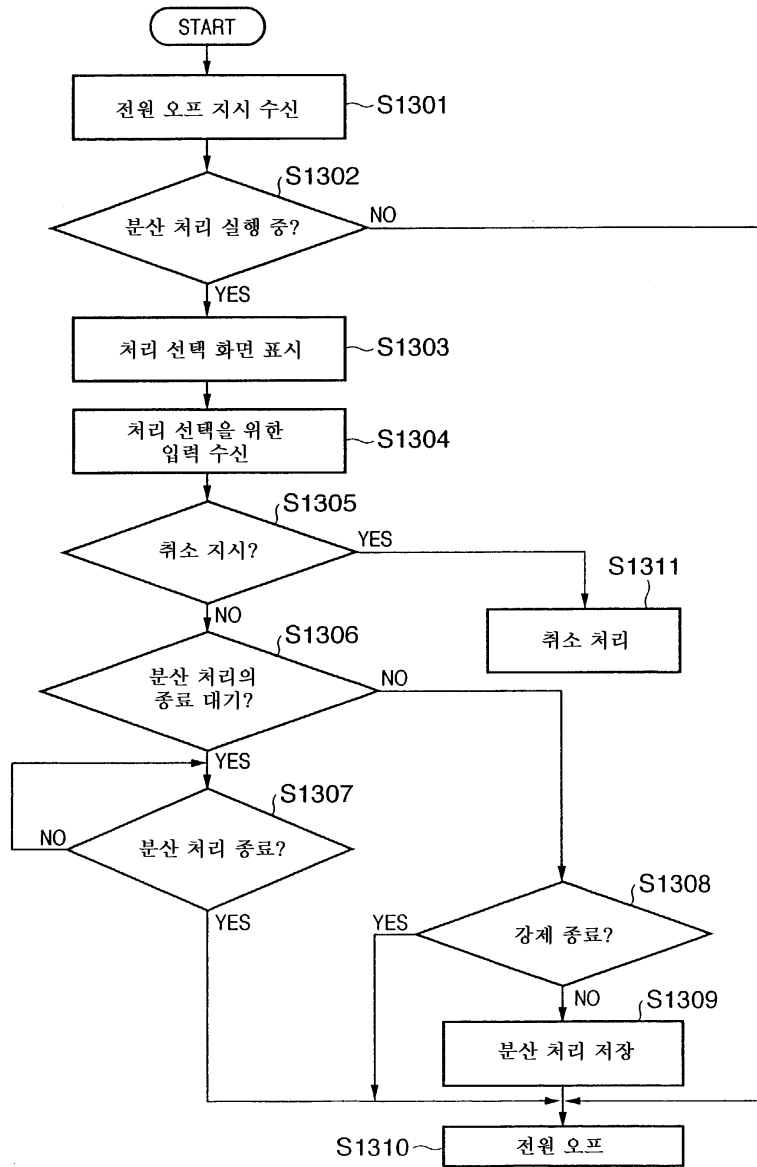 START
전원 오프 지시 수신
S1301
S1302
분산 처리 실행 중?
NO
YES
처리 선택 화면 표시
S1303
처리 선택을 위한
입력 수신
S1304
S1305
취소 지시?
YES
NO
S1311
취소 처리
S1306
분산 처리의
종료 대기?
NO
YES
S1307
분산 처리 종료?
NO
YES
S1308
강제 종료?
YES
NO
S1309
분산 처리 저장
S1310
전원 오프